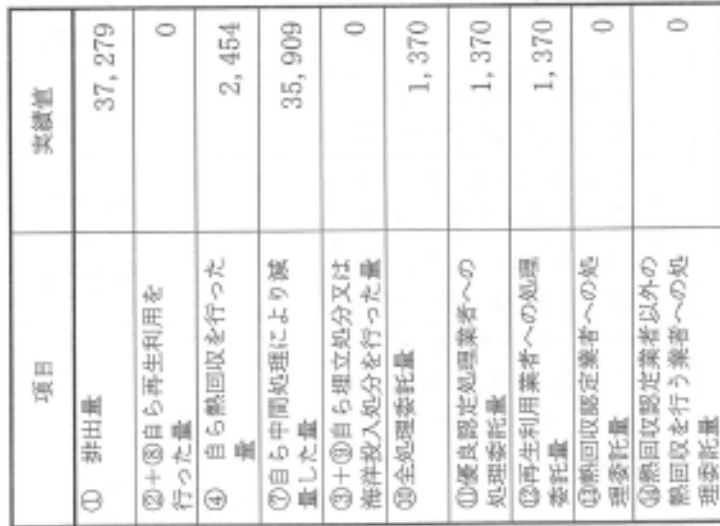 項目 実績値
① 排出量 37,279
②+⑧自ら再生利用を
行った量 0
④ 自ら熱回収を行った
量 2,454
⑦自ら中間処理により減
量した量 35,909
③+⑨自ら埋立処分又は
海洋投入処分を行った量 0
⑩全処理委託量 1,370
⑪優良認定処理業者への
処理委託量 1,370
⑫再生利用業者への処理
委託量 1,370
⑬熱回収認定業者への処
理委託量 0
⑭熱回収認定業者以外の
熱回収を行う業者への処
理委託量 0